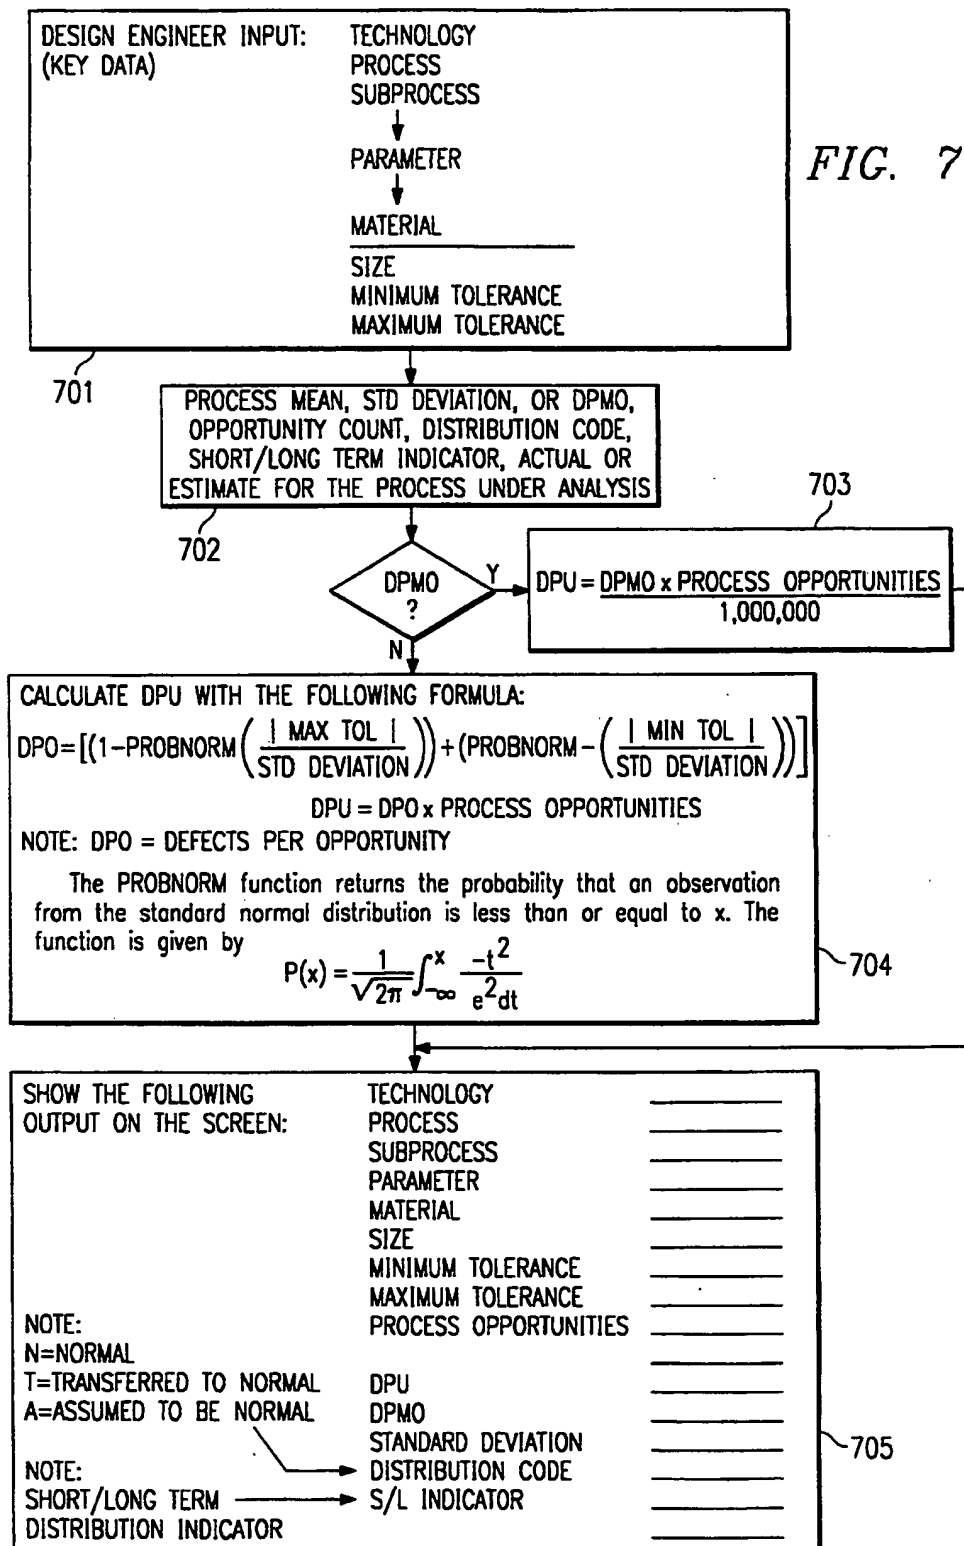 DESIGN ENGINEER INPUT: TECHNOLOGY
(KEY DATA) PROCESS
SUBPROCESS
PARAMETER
FIG. 7
MATERIAL
SIZE
MINIMUM TOLERANCE
MAXIMUM TOLERANCE
701
PROCESS MEAN, STD DEVIATION, OR DPMO,
OPPORTUNITY COUNT, DISTRIBUTION CODE,
SHORT/LONG TERM INDICATOR, ACTUAL OR
ESTIMATE FOR THE PROCESS UNDER ANALYSIS
702
703
DPMO
?
Y
N
DPU = DPMO x PROCESS OPPORTUNITIES
1,000,000
CALCULATE DPU WITH THE FOLLOWING FORMULA:
DPO = [(1-PROBNORM(| MAX TOL | / STD DEVIATION)) + (PROBNORM-(| MIN TOL | / STD DEVIATION))]
DPU = DPO x PROCESS OPPORTUNITIES
NOTE: DPO = DEFECTS PER OPPORTUNITY
The PROBNORM function returns the probability that an observation
from the standard normal distribution is less than or equal to x. The
function is given by
P(x) = 1/√2π ∫-∞^x -t^2 / e^2dt
704
SHOW THE FOLLOWING TECHNOLOGY
OUTPUT ON THE SCREEN: PROCESS
SUBPROCESS
PARAMETER
MATERIAL
SIZE
MINIMUM TOLERANCE
MAXIMUM TOLERANCE
NOTE: PROCESS OPPORTUNITIES
N=NORMAL
T=TRANSFERRED TO NORMAL DPU
A=ASSUMED TO BE NORMAL DPMO
STANDARD DEVIATION
705
NOTE: DISTRIBUTION CODE
SHORT/LONG TERM S/L INDICATOR
DISTRIBUTION INDICATOR